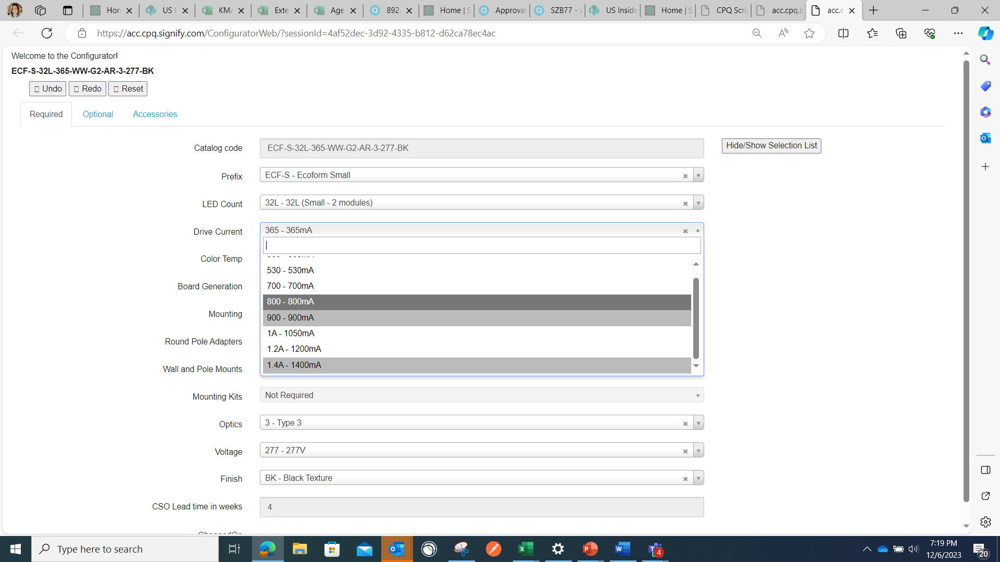 Hon
US I
KMA
Exte
Age
892
Home | S
Approval
SZB77 - A
US Inside
Home | S
CPQ Scrip
acc.cpq.s
acc.c
https://acc.cpq.signify.com/ConfiguratorWeb/?sessionId=4af52dec-3d92-4335-b812-d62ca78ec4ac
Welcome to the Configurator!
ECF-S-32L-365-WW-G2-AR-3-277-BK
Undo Redo Reset
Required Optional Accessories
Catalog code ECF-S-32L-365-WW-G2-AR-3-277-BK Hide/Show Selection List
Prefix ECF-S - Ecoform Small
LED Count 32L - 32L (Small - 2 modules)
Drive Current 365 - 365mA
Color Temp
530 - 530mA
Board Generation
700 - 700mA
800 - 800mA
Mounting
900 - 900mA
1A - 1050mA
Round Pole Adapters
1.2A - 1200mA
Wall and Pole Mounts
1.4A - 1400mA
Mounting Kits Not Required
Optics 3 - Type 3
Voltage 277 - 277V
Finish BK - Black Texture
CSO Lead time in weeks 4
Type here to search
4
7:19 PM
12/6/2023
20